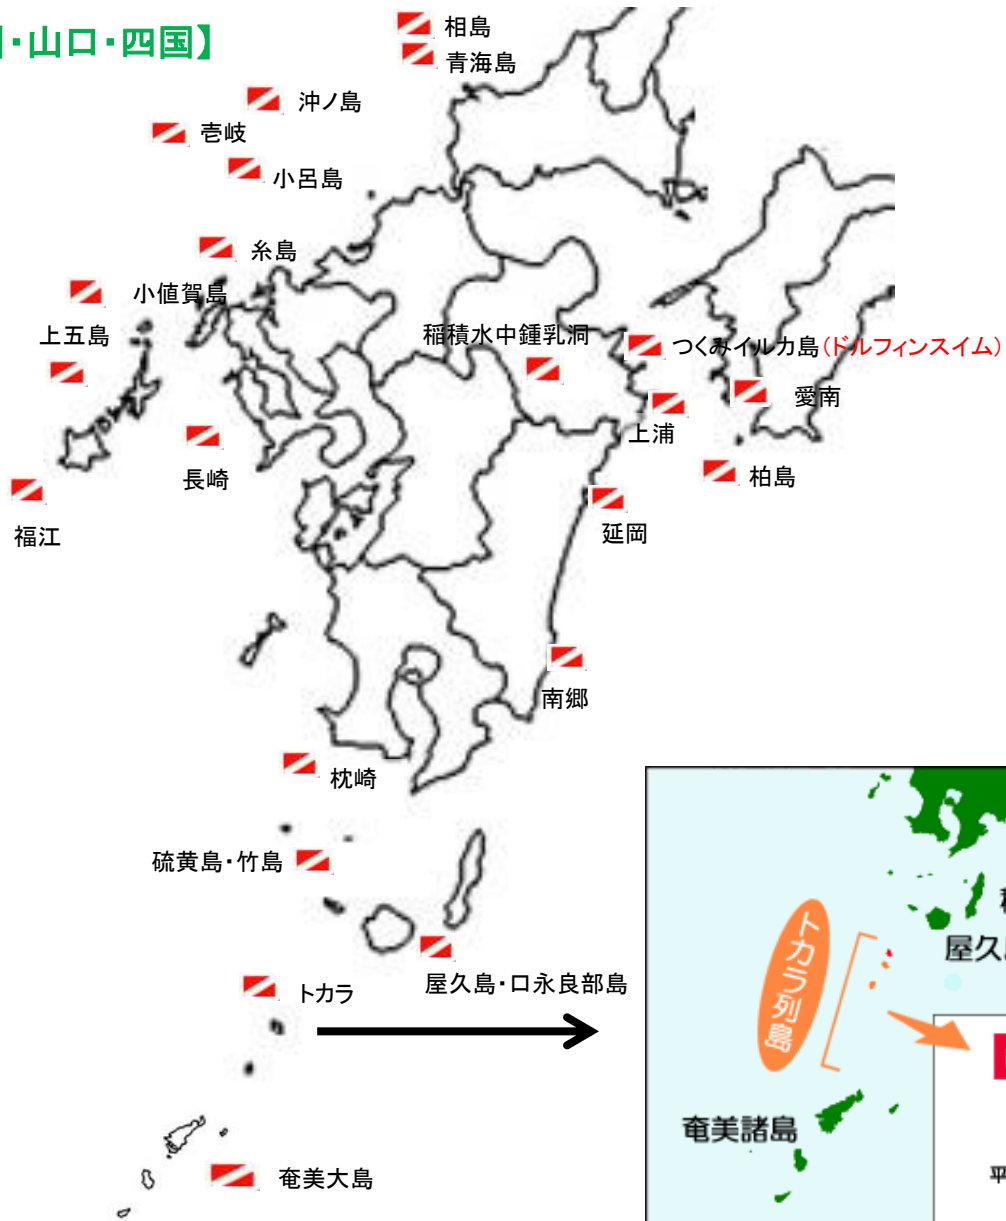 ・山口・四国】
相島
青海島
沖ノ島
壱岐
小呂島
糸島
小値賀島
上五島
稲積水中鍾乳洞
つくみイルカ島(ドルフィンスイム)
愛南
上浦
長崎
柏島
福江
延岡
南郷
枕崎
硫黄島・竹島
屋久島・口永良部島
トカラ
奄美大島
トカラ列島
屋久
奄美諸島
平